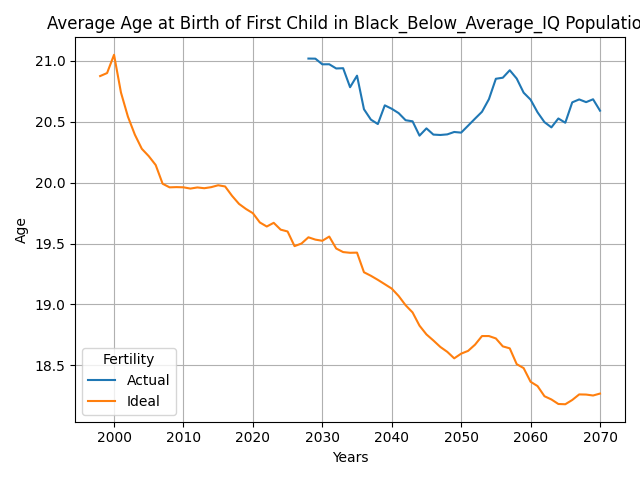 Average Age at Birth of First Child in Black_Below_Average_IQ Populatio
21.0
20.5
20.0
19.5
19.0
18.5
Age
2000 2010 2020 2030 2040 2050 2060 2070
Years
Fertility
Actual
Ideal